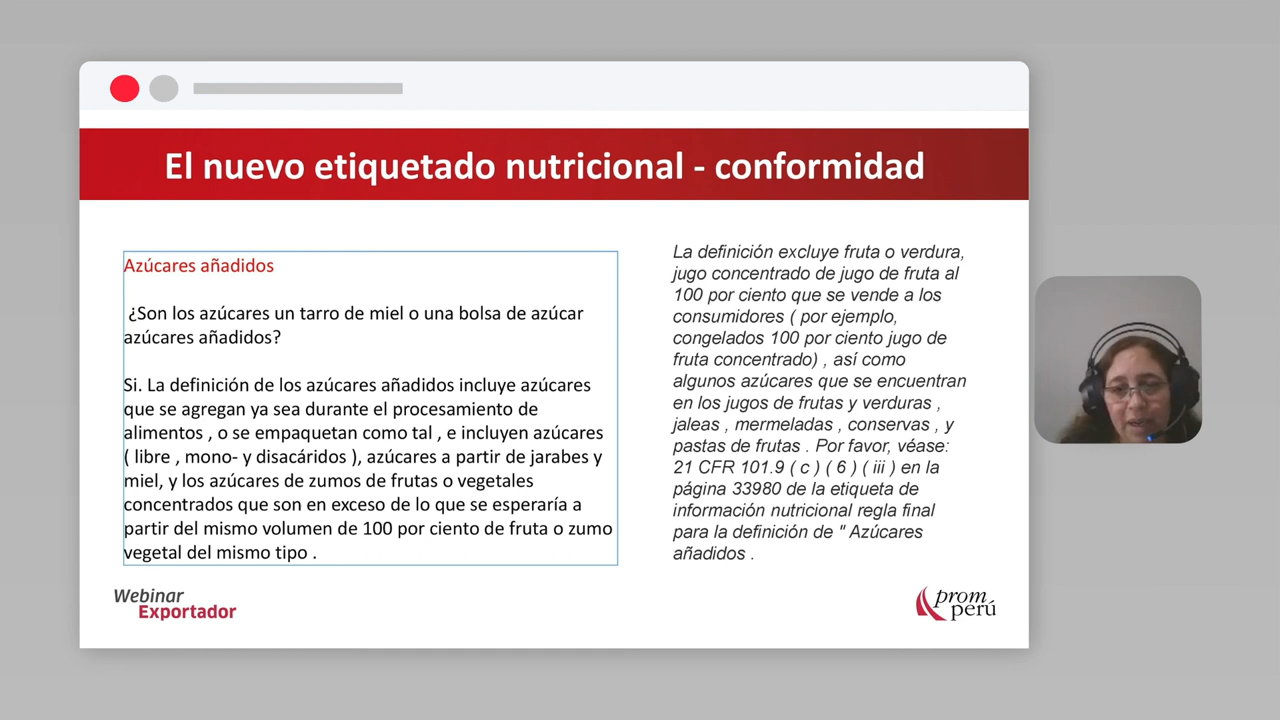 El nuevo etiquetado nutricional - conformidad
Azúcares añadidos
¿Son los azúcares un tarro de miel o una bolsa de azúcar
azúcares añadidos?
Si. La definición de los azúcares añadidos incluye azúcares
que se agregan ya sea durante el procesamiento de
alimentos , o se empaquetan como tal , e incluyen azúcares
( libre , mono- y disacáridos ), azúcares a partir de jarabes y
miel, y los azúcares de zumos de frutas o vegetales
concentrados que son en exceso de lo que se esperaría a
partir del mismo volumen de 100 por ciento de fruta o zumo
vegetal del mismo tipo .
La definición excluye fruta o verdura,
jugo concentrado de jugo de fruta al
100 por ciento que se vende a los
consumidores ( por ejemplo,
congelados 100 por ciento jugo de
fruta concentrado) , así como
algunos azúcares que se encuentran
en los jugos de frutas y verduras ,
jaleas , mermeladas , conservas , y
pastas de frutas . Por favor, véase:
21 CFR 101.9 ( c ) ( 6 ) ( iii ) en la
página 33980 de la etiqueta de
información nutricional regla final
para la definición de " Azúcares
añadidos .
Webinar
Exportador
prom
perú